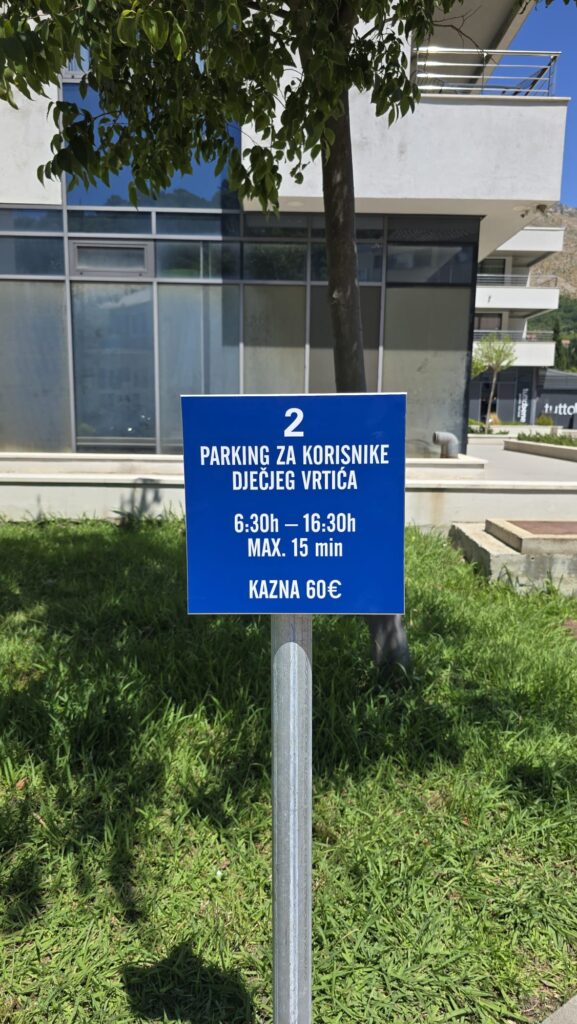 2
PARKING ZA KORISNIKE
DJEČJEG VRTIĆA
6:30h – 16:30h
MAX. 15 min
KAZNA 60€